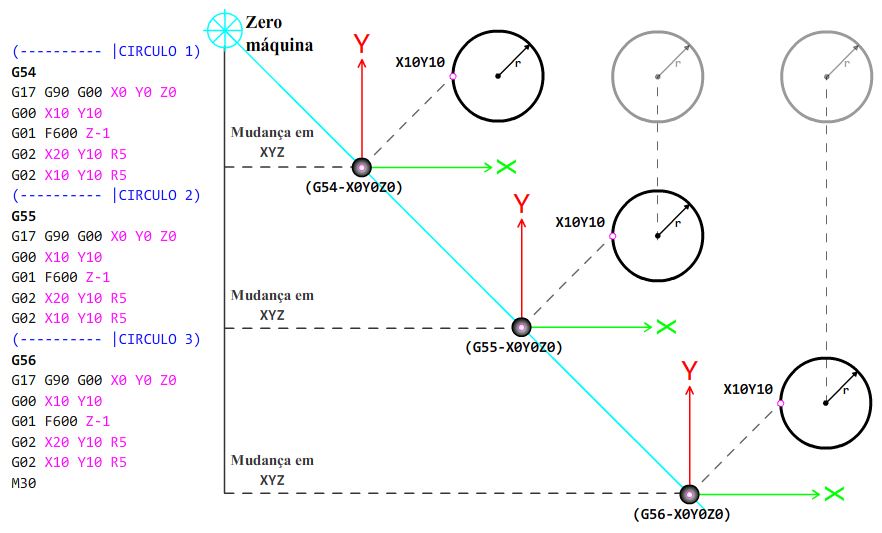 (---------- |CIRCULO 1)
G54
G17 G90 G00 X0 Y0 Z0
G00 X10 Y10
G01 F600 Z-1
G02 X20 Y10 R5
G02 X10 Y10 R5
(---------- |CIRCULO 2)
G55
G17 G90 G00 X0 Y0 Z0
G00 X10 Y10
G01 F600 Z-1
G02 X20 Y10 R5
G02 X10 Y10 R5
(---------- |CIRCULO 3)
G56
G17 G90 G00 X0 Y0 Z0
G00 X10 Y10
G01 F600 Z-1
G02 X20 Y10 R5
G02 X10 Y10 R5
M30
Zero
máquina
Y
X10Y10
r
r
r
Mudança em
XYZ
X
(G54-X0Y0Z0)
Y
X10Y10
r
Mudança em
XYZ
X
(G55-X0Y0Z0)
Y
X10Y10
r
Mudança em
XYZ
X
(G56-X0Y0Z0)